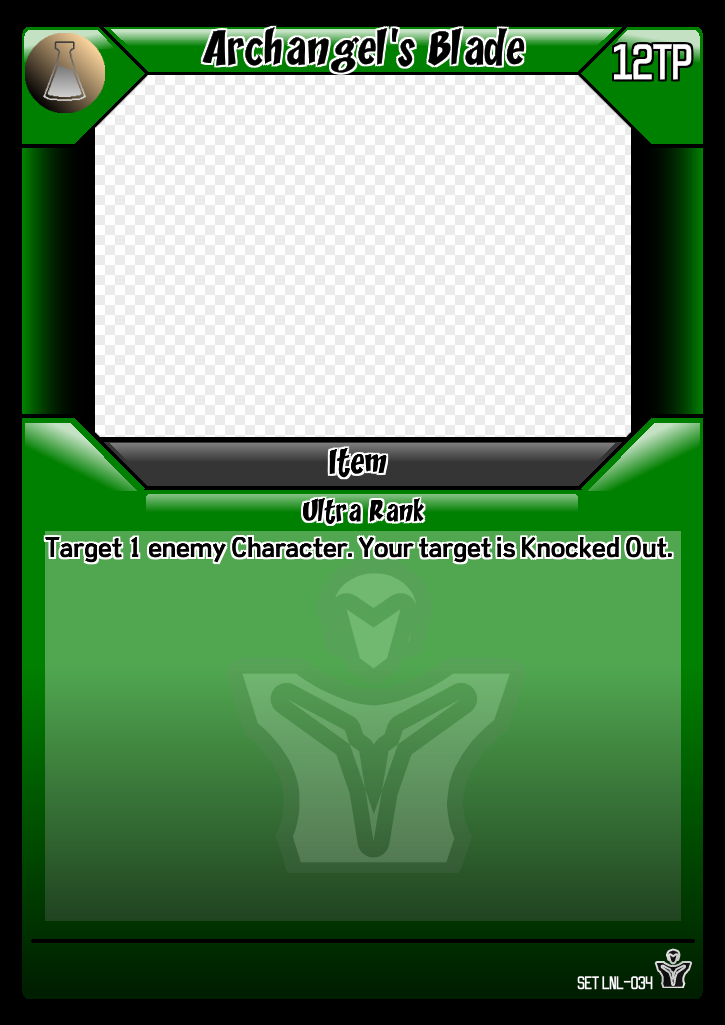 Archangel's Blade
12TP
Item
Ultra Rank
Target 1 enemy Character. Your target is Knocked Out.
SET LNL-034